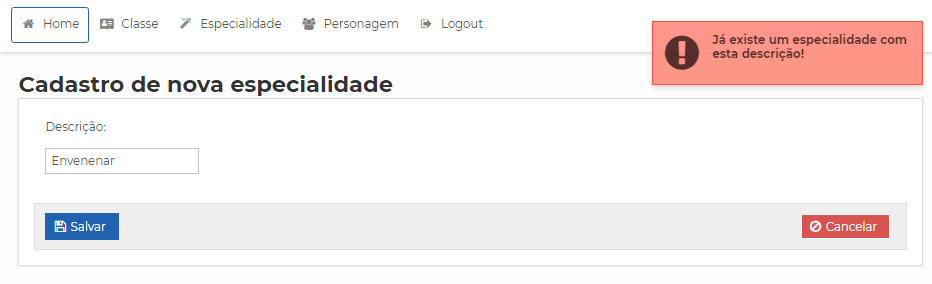 Home Classe Especialidade Personagem Logout
Já existe um especialidade com
esta descrição!
Cadastro de nova especialidade
Descrição:
Envenenar
Salvar Cancelar